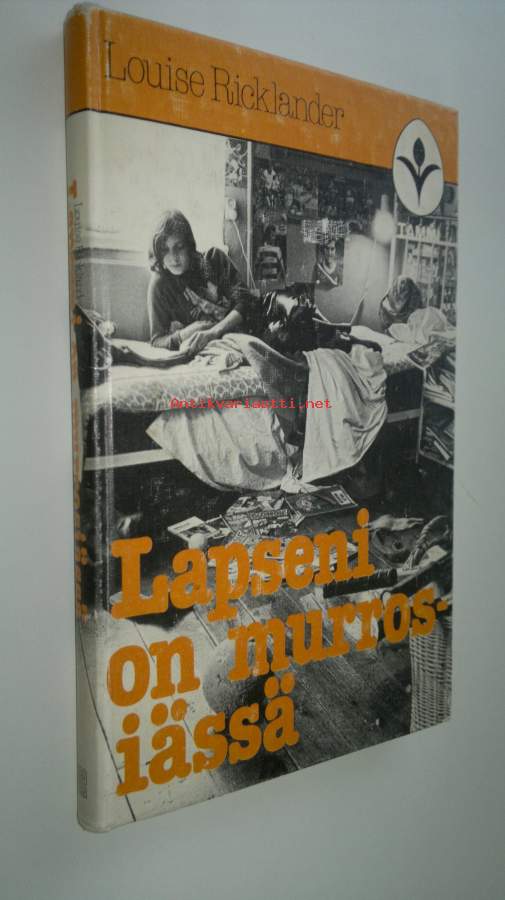 Louise Ricklander
Antikvariaatti.net
Lapseni
on murros-
iässä